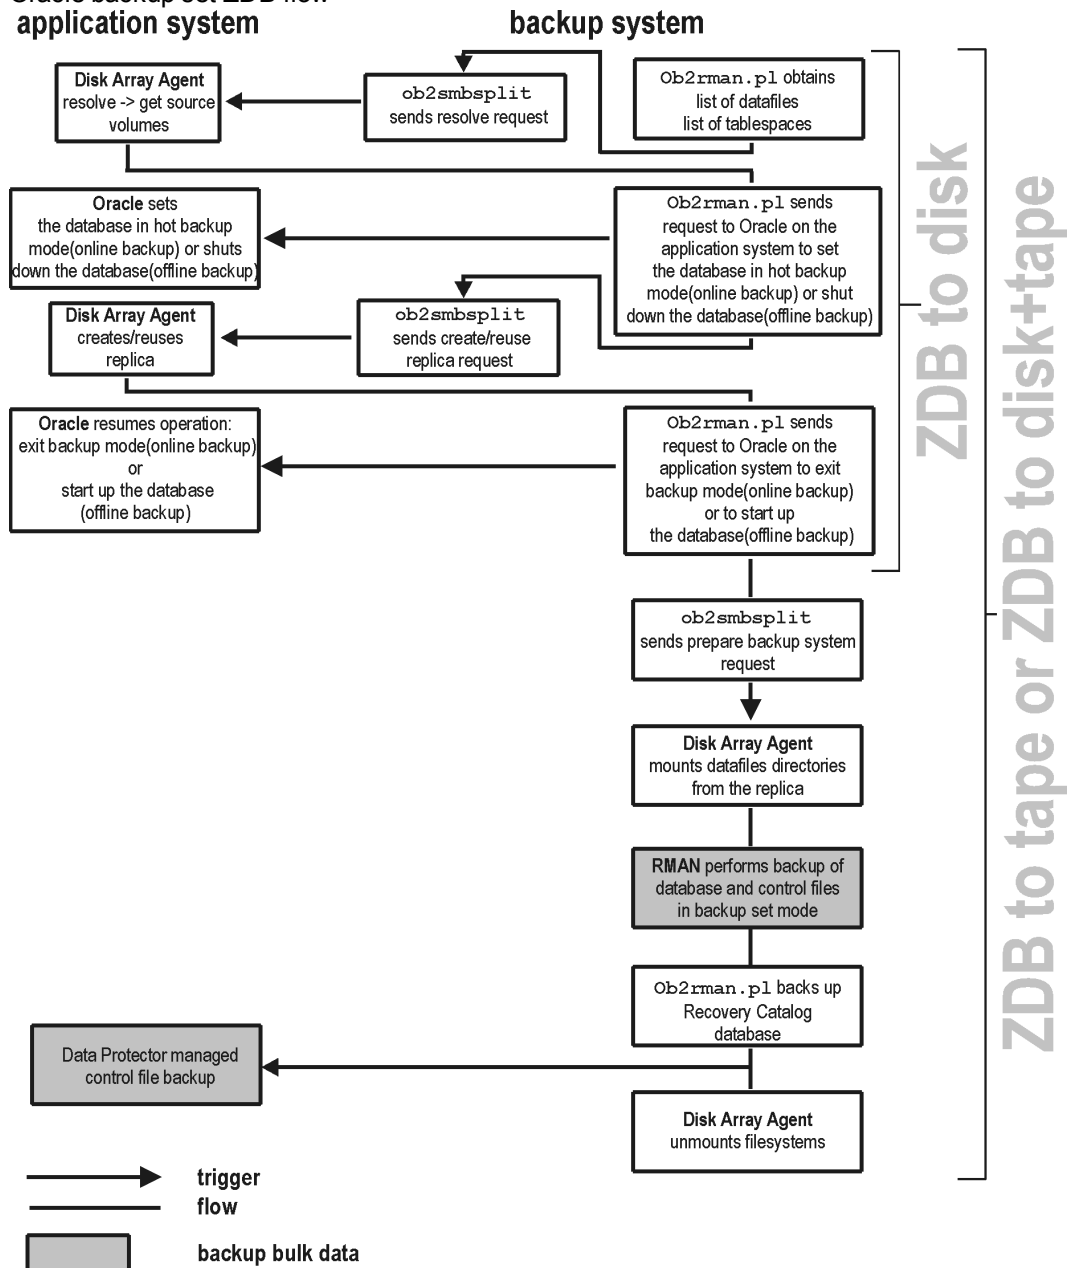 Oracle backup set ZDB flow
application system
backup system
Disk Array Agent
resolve -> get source
volumes
ob2smbsplit
sends resolve request
Ob2rman.pl obtains
list of datafiles
list of tablespaces
Oracle sets
the database in hot backup
mode(online backup) or shuts
down the database(offline backup)
Ob2rman.pl sends
request to Oracle on the
application system to set
the database in hot backup
mode(online backup) or shut
down the database(offline backup)
Disk Array Agent
creates/reuses
replica
ob2smbsplit
sends create/reuse
replica request
Oracle resumes operation:
exit backup mode(online backup)
or
start up the database
(offline backup)
Ob2rman.pl sends
request to Oracle on the
application system to exit
backup mode(online backup)
or to start up
the database(offline backup)
ob2smbsplit
sends prepare backup system
request
Disk Array Agent
mounts datafiles directories
from the replica
RMAN performs backup of
database and control files
in backup set mode
Ob2rman.pl backs up
Recovery Catalog
database
Data Protector managed
control file backup
Disk Array Agent
unmounts filesystems
ZDB to disk
ZDB to tape or ZDB to disk+tape
trigger
flow
backup bulk data